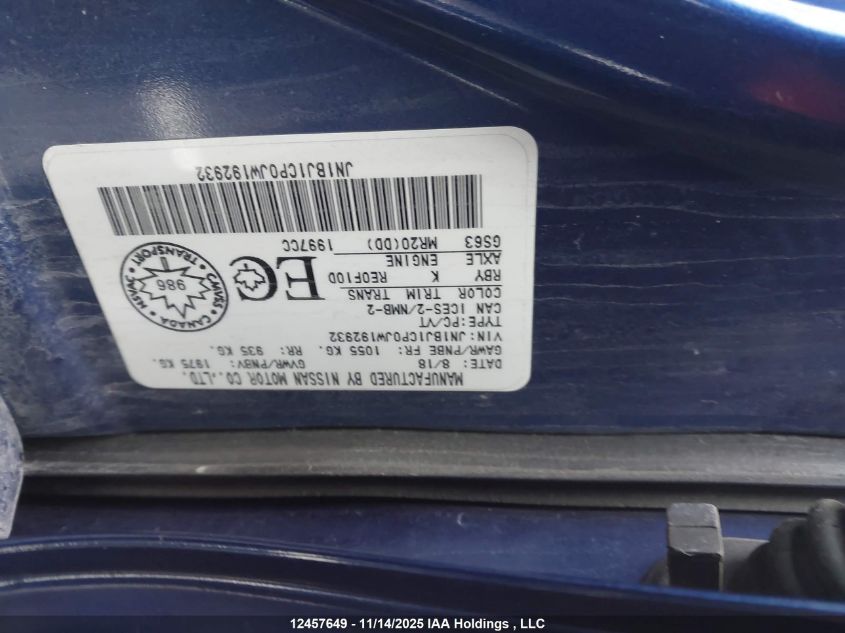 MANUFACTURED BY NISSAN MOTOR CO.,LTD.
DATE: 8/18 GVWR/PNBV: 1975 KG.
GAWR/PNBE FR: 1055 KG. RR: 935 KG.
VIN: JN1BJ1CP0JW192932
TYPE:PC/VT
CAN ICES-2/NMB-2
COLOR TRIM TRANS
RBY K RE0F10D
AXLE ENGINE
GS63 MR20(DD) 1997CC
EC
TRANSPORT
CMVSS · CANADA · NSVAC
986
JN1BJ1CP0JW192932
12457649 - 11/14/2025 IAA Holdings , LLC